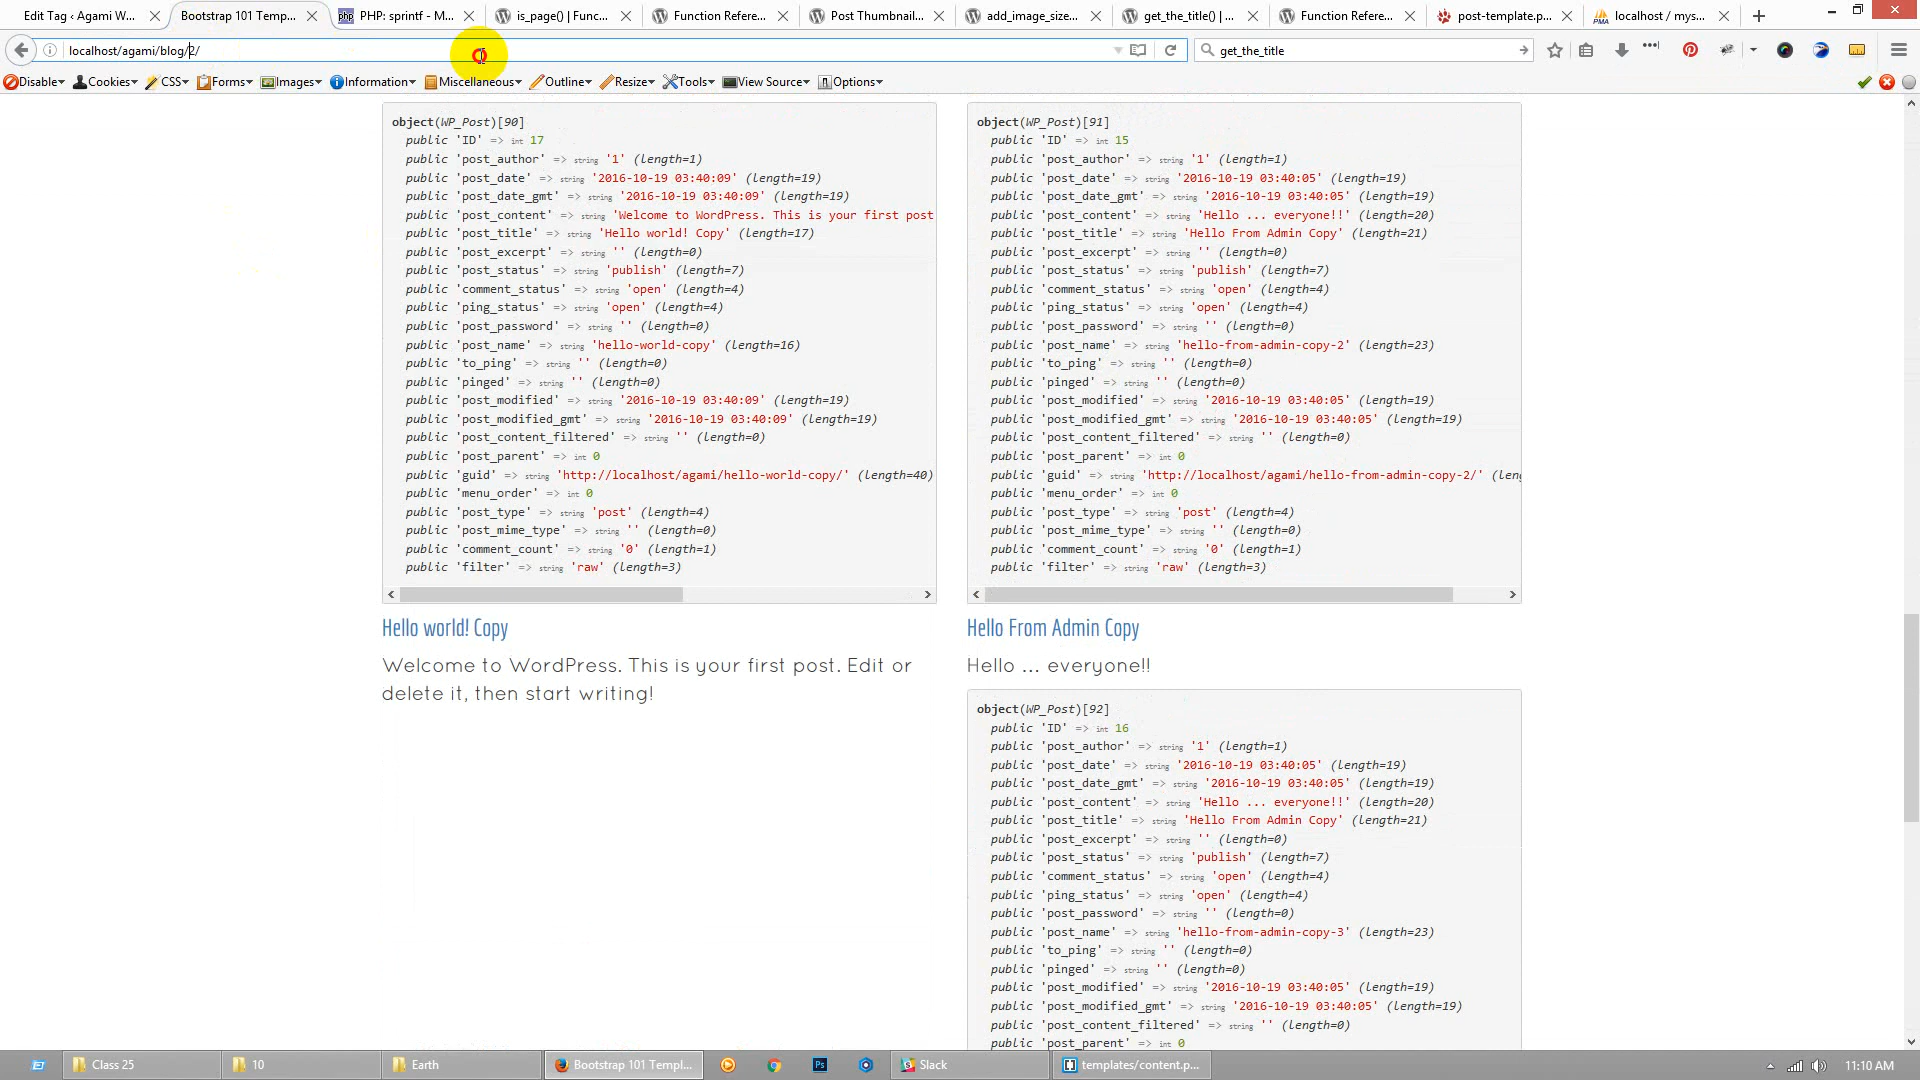 Edit Tag ‹ Agami W...
Bootstrap 101 Temp...
PHP: sprintf - M...
is_page() | Func...
Function Refere...
Post Thumbnail...
add_image_size...
get_the_title() | ...
Function Refere...
post-template.p...
localhost / mys...
localhost/agami/blog/2/
get_the_title
Disable
Cookies
CSS
Forms
Images
Information
Miscellaneous
Outline
Resize
Tools
View Source
Options
object(WP_Post)[90]
public 'ID' => int 17
public 'post_author' => string '1' (length=1)
public 'post_date' => string '2016-10-19 03:40:09' (length=19)
public 'post_date_gmt' => string '2016-10-19 03:40:09' (length=19)
public 'post_content' => string 'Welcome to WordPress. This is your first post
public 'post_title' => string 'Hello world! Copy' (length=17)
public 'post_excerpt' => string '' (length=0)
public 'post_status' => string 'publish' (length=7)
public 'comment_status' => string 'open' (length=4)
public 'ping_status' => string 'open' (length=4)
public 'post_password' => string '' (length=0)
public 'post_name' => string 'hello-world-copy' (length=16)
public 'to_ping' => string '' (length=0)
public 'pinged' => string '' (length=0)
public 'post_modified' => string '2016-10-19 03:40:09' (length=19)
public 'post_modified_gmt' => string '2016-10-19 03:40:09' (length=19)
public 'post_content_filtered' => string '' (length=0)
public 'post_parent' => int 0
public 'guid' => string 'http://localhost/agami/hello-world-copy/' (length=40)
public 'menu_order' => int 0
public 'post_type' => string 'post' (length=4)
public 'post_mime_type' => string '' (length=0)
public 'comment_count' => string '0' (length=1)
public 'filter' => string 'raw' (length=3)
Hello world! Copy
Welcome to WordPress. This is your first post. Edit or
delete it, then start writing!
object(WP_Post)[91]
public 'ID' => int 15
public 'post_author' => string '1' (length=1)
public 'post_date' => string '2016-10-19 03:40:05' (length=19)
public 'post_date_gmt' => string '2016-10-19 03:40:05' (length=19)
public 'post_content' => string 'Hello ... everyone!!' (length=20)
public 'post_title' => string 'Hello From Admin Copy' (length=21)
public 'post_excerpt' => string '' (length=0)
public 'post_status' => string 'publish' (length=7)
public 'comment_status' => string 'open' (length=4)
public 'ping_status' => string 'open' (length=4)
public 'post_password' => string '' (length=0)
public 'post_name' => string 'hello-from-admin-copy-2' (length=23)
public 'to_ping' => string '' (length=0)
public 'pinged' => string '' (length=0)
public 'post_modified' => string '2016-10-19 03:40:05' (length=19)
public 'post_modified_gmt' => string '2016-10-19 03:40:05' (length=19)
public 'post_content_filtered' => string '' (length=0)
public 'post_parent' => int 0
public 'guid' => string 'http://localhost/agami/hello-from-admin-copy-2/' (leng
public 'menu_order' => int 0
public 'post_type' => string 'post' (length=4)
public 'post_mime_type' => string '' (length=0)
public 'comment_count' => string '0' (length=1)
public 'filter' => string 'raw' (length=3)
Hello From Admin Copy
Hello ... everyone!!
object(WP_Post)[92]
public 'ID' => int 16
public 'post_author' => string '1' (length=1)
public 'post_date' => string '2016-10-19 03:40:05' (length=19)
public 'post_date_gmt' => string '2016-10-19 03:40:05' (length=19)
public 'post_content' => string 'Hello ... everyone!!' (length=20)
public 'post_title' => string 'Hello From Admin Copy' (length=21)
public 'post_excerpt' => string '' (length=0)
public 'post_status' => string 'publish' (length=7)
public 'comment_status' => string 'open' (length=4)
public 'ping_status' => string 'open' (length=4)
public 'post_password' => string '' (length=0)
public 'post_name' => string 'hello-from-admin-copy-3' (length=23)
public 'to_ping' => string '' (length=0)
public 'pinged' => string '' (length=0)
public 'post_modified' => string '2016-10-19 03:40:05' (length=19)
public 'post_modified_gmt' => string '2016-10-19 03:40:05' (length=19)
public 'post_content_filtered' => string '' (length=0)
public 'post_parent' => int 0
Class 25
10
Earth
Bootstrap 101 Templ...
Ps
Slack
templates/content.p...
11:10 AM